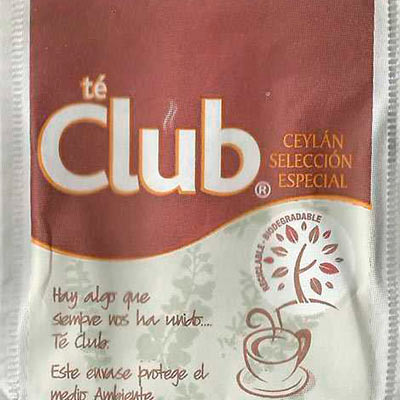 té
Club®
CEYLÁN
SELECCIÓN
ESPECIAL
RECICLABLE - BIODEGRADABLE
Hay algo que
siempre nos ha unido....
Té Club.
Este envase protege el
medio Ambiente